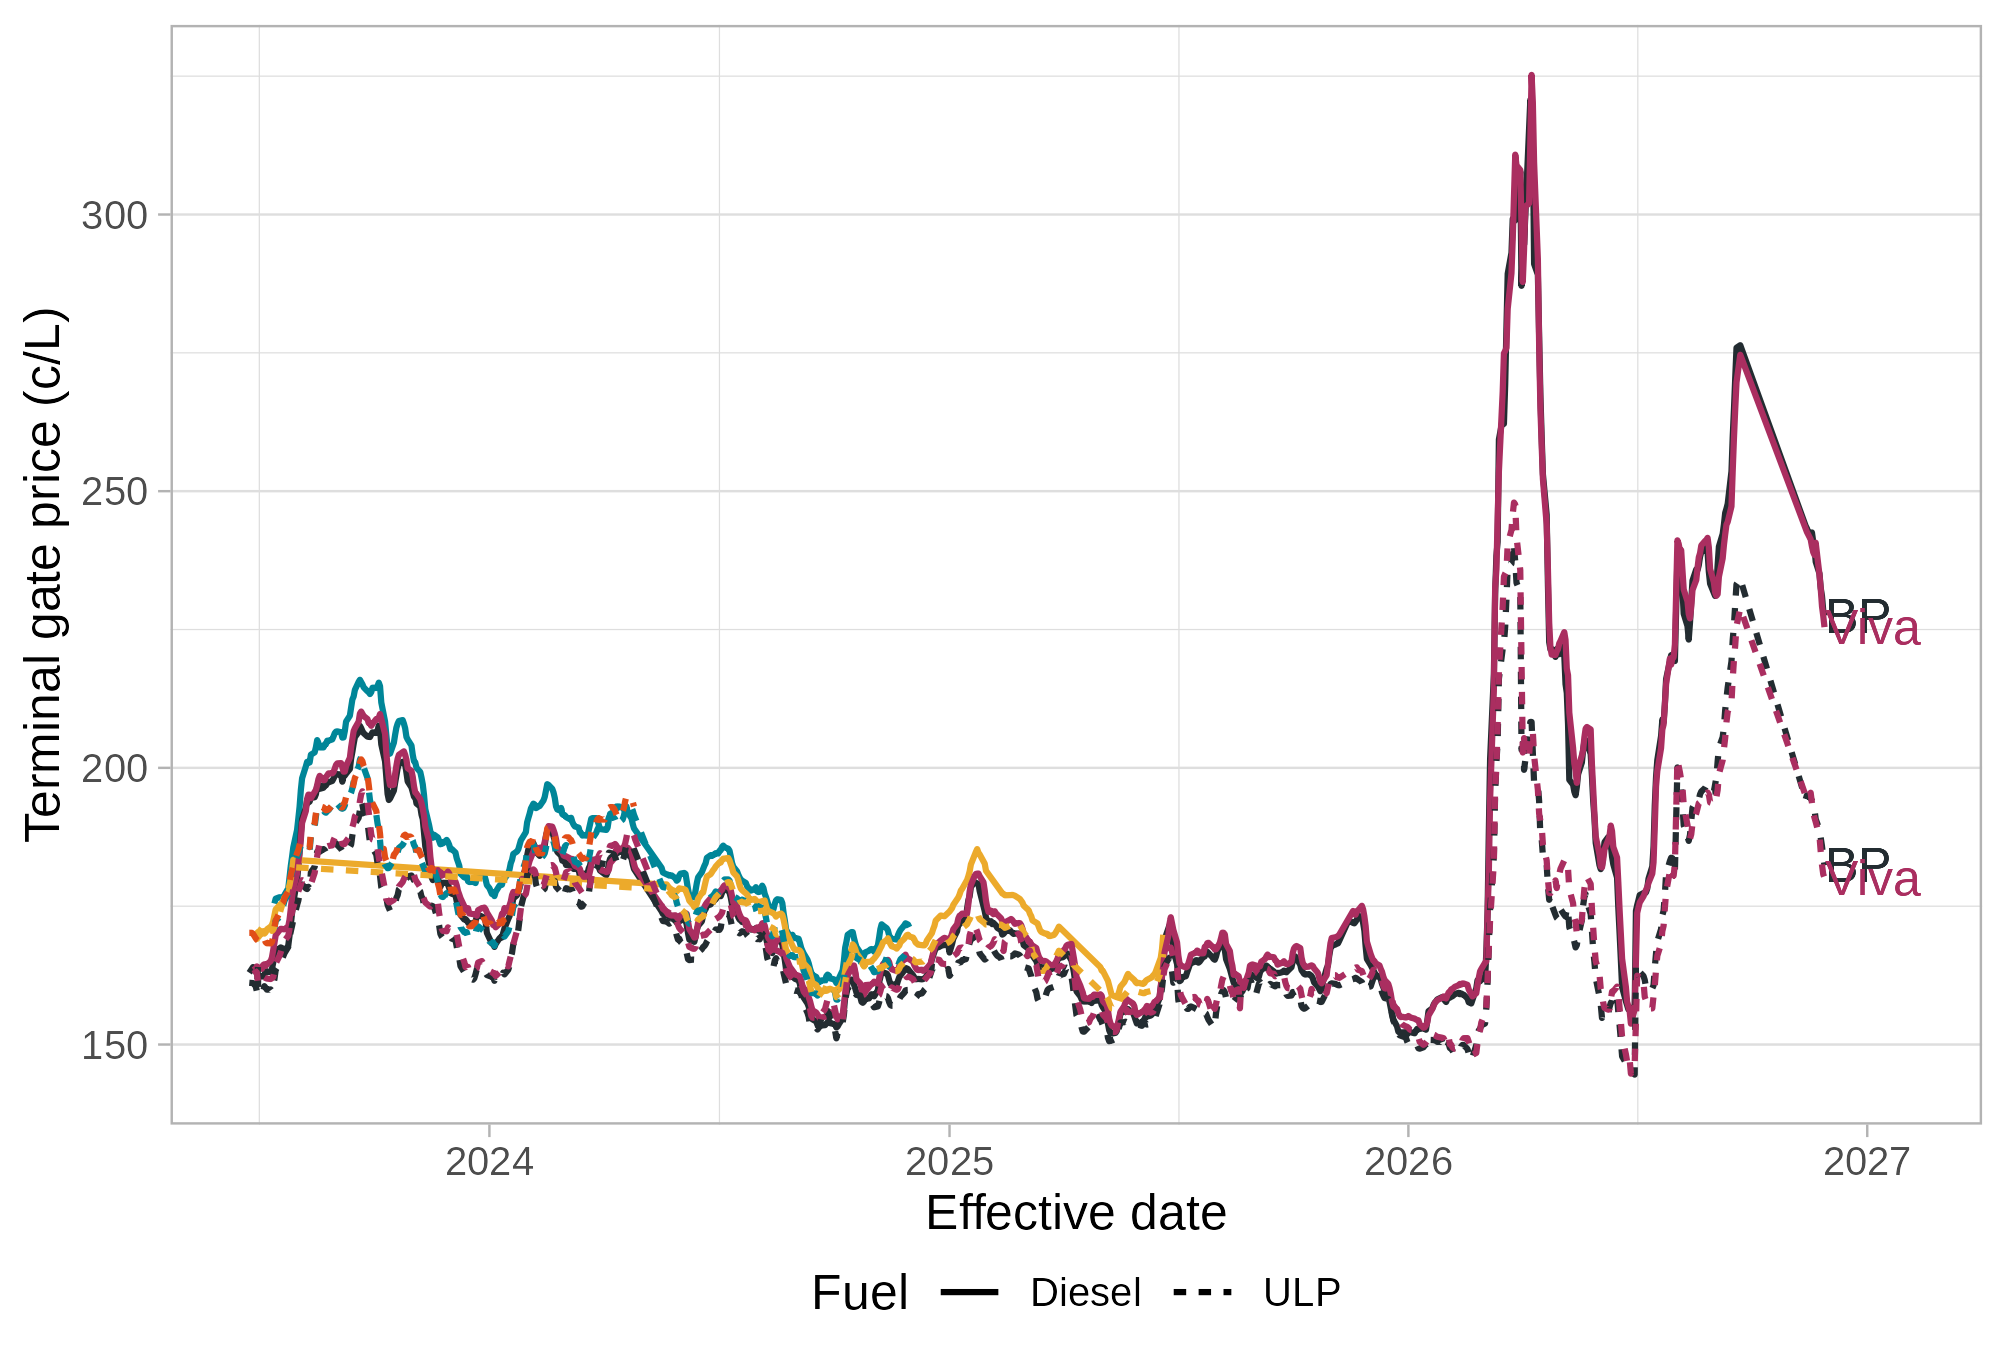 Terminal gate price (c/L)
300
250
200
150
BP
Viva
BP
Viva
2024
2025
2026
2027
Effective date
Fuel Diesel ULP